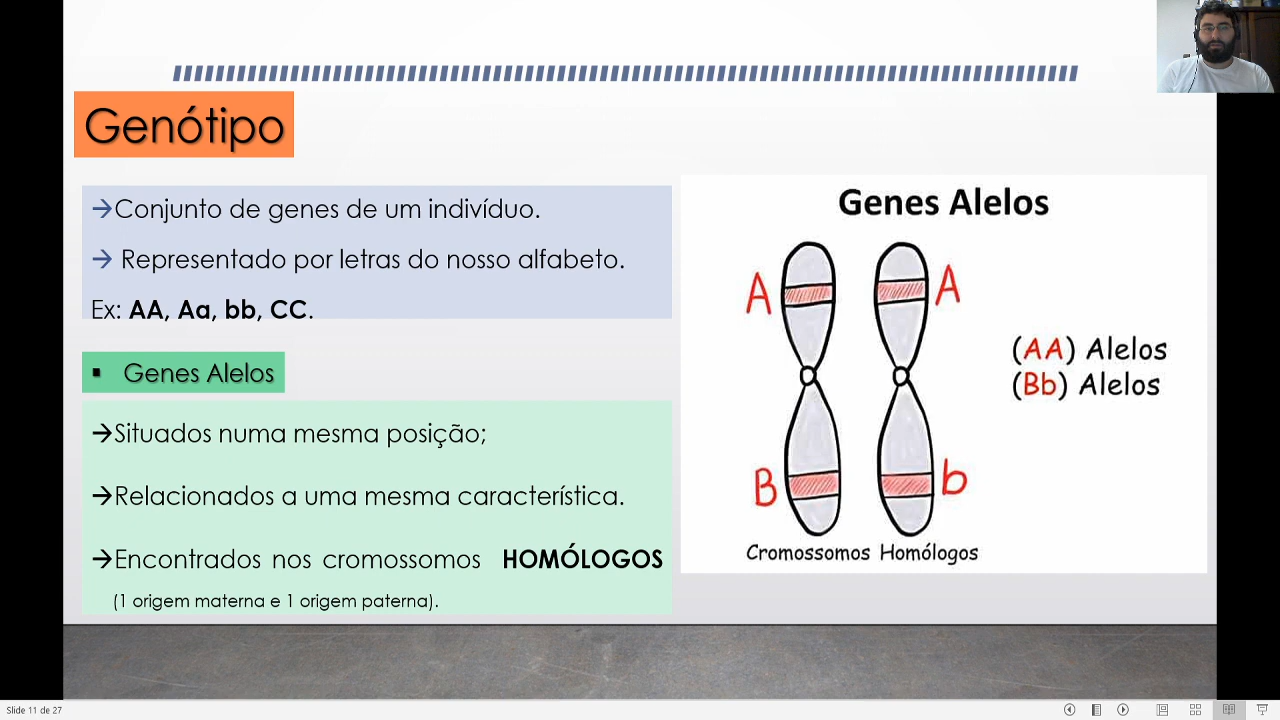 Genótipo
→Conjunto de genes de um indivíduo.
→ Representado por letras do nosso alfabeto.
Ex: AA, Aa, bb, CC.
▪ Genes Alelos
→Situados numa mesma posição;
→Relacionados a uma mesma característica.
→Encontrados nos cromossomos HOMÓLOGOS
(1 origem materna e 1 origem paterna).
Genes Alelos
A A
(AA) Alelos
(Bb) Alelos
B b
Cromossomos Homólogos
Slide 11 de 27